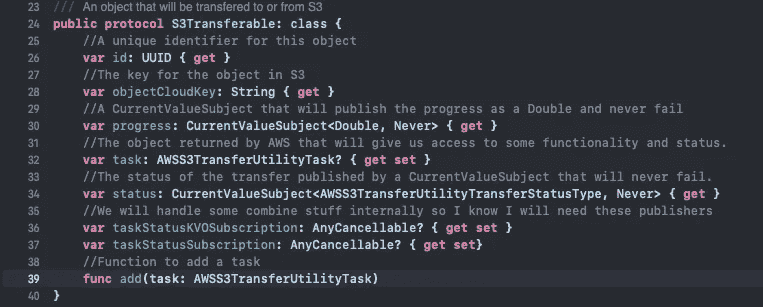 23 /// An object that will be transfered to or from S3
24 public protocol S3Transferable: class {
25 //A unique identifier for this object
26 var id: UUID { get }
27 //The key for the object in S3
28 var objectCloudKey: String { get }
29 //A CurrentValueSubject that will publish the progress as a Double and never fail
30 var progress: CurrentValueSubject<Double, Never> { get }
31 //The object returned by AWS that will give us access to some functionality and status.
32 var task: AWSS3TransferUtilityTask? { get set }
33 //The status of the transfer published by a CurrentValueSubject that will never fail.
34 var status: CurrentValueSubject<AWSS3TransferUtilityTransferStatusType, Never> { get }
35 //We will handle some combine stuff internally so I know I will need these publishers
36 var taskStatusKVOSubscription: AnyCancellable? { get set }
37 var taskStatusSubscription: AnyCancellable? { get set}
38 //Function to add a task
39 func add(task: AWSS3TransferUtilityTask)
40 }